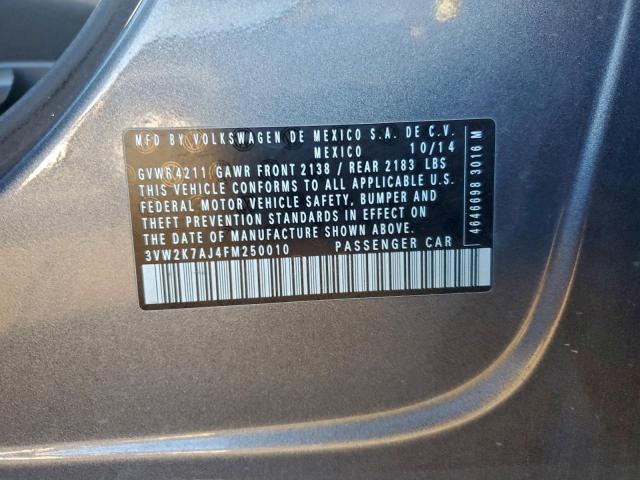 MFD BY VOLKSWAGEN DE MEXICO S.A. DE C.V.
MEXICO 10/14
GVWR4211 GAWR FRONT 2138 / REAR 2183 LBS
THIS VEHICLE CONFORMS TO ALL APPLICABLE U.S.
FEDERAL MOTOR VEHICLE SAFETY, BUMPER AND
THEFT PREVENTION STANDARDS IN EFFECT ON
THE DATE OF MANUFACTURE SHOWN ABOVE.
3VW2K7AJ4FM250010 PASSENGER CAR
4646698 3016 M